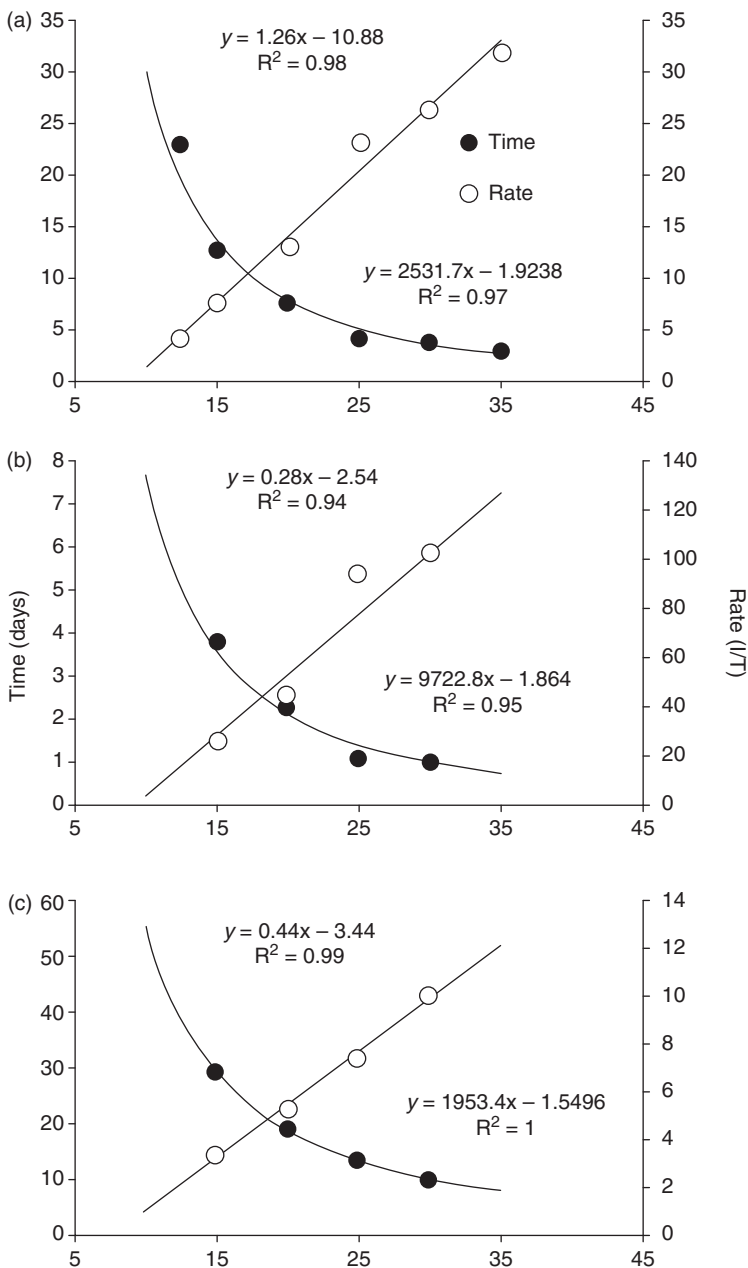 (a)
35
30
25
20
15
10
5
0
y = 1.26x – 10.88
R² = 0.98
Time
Rate
y = 2531.7x – 1.9238
R² = 0.97
35
30
25
20
15
10
5
0
5 15 25 35 45
(b)
8
7
6
5
4
3
2
1
0
Time (days)
y = 0.28x – 2.54
R² = 0.94
y = 9722.8x – 1.864
R² = 0.95
140
120
100
80
60
40
20
0
Rate (I/T)
5 15 25 35 45
(c)
60
50
40
30
20
10
0
y = 0.44x – 3.44
R² = 0.99
y = 1953.4x – 1.5496
R² = 1
14
12
10
8
6
4
2
0
5 15 25 35 45